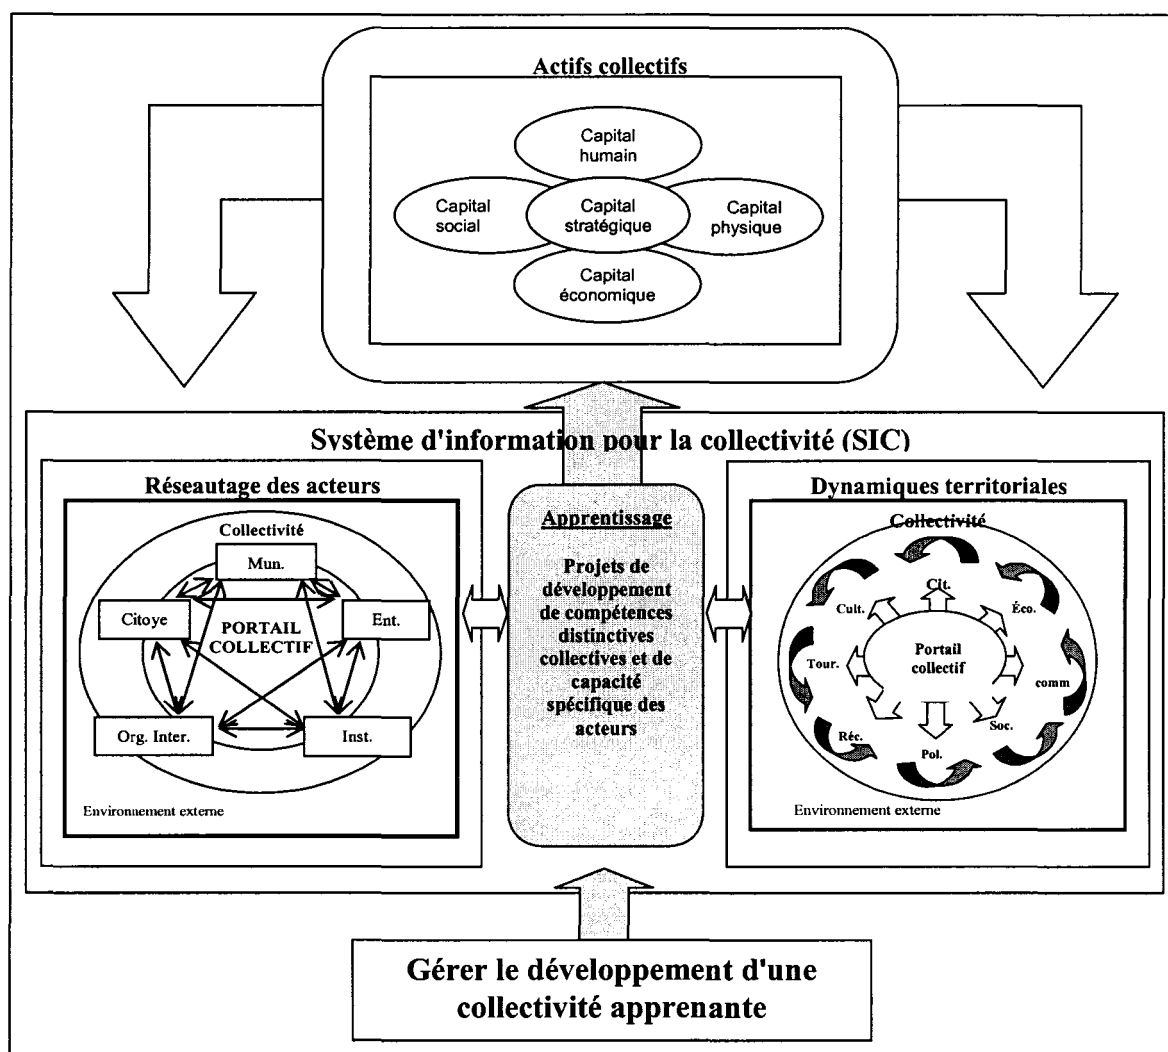 Actifs collectifs
Capital
humain
Capital
social
Capital
stratégique
Capital
physique
Capital
économique
Système d'information pour la collectivité (SIC)
Réseautage des acteurs
Collectivité
Mun.
Citoye
Ent.
PORTAIL
COLLECTIF
Org. Inter.
Inst.
Environnement externe
Apprentissage
Projets de
développement
de compétences
distinctives
collectives et de
capacité
spécifique des
acteurs
Dynamiques territoriales
Collectivité
Cit.
Cult.
Éco.
Portail
collectif
Tour.
comm
Réc.
Soc.
Pol.
Environnement externe
Gérer le développement d'une
collectivité apprenante